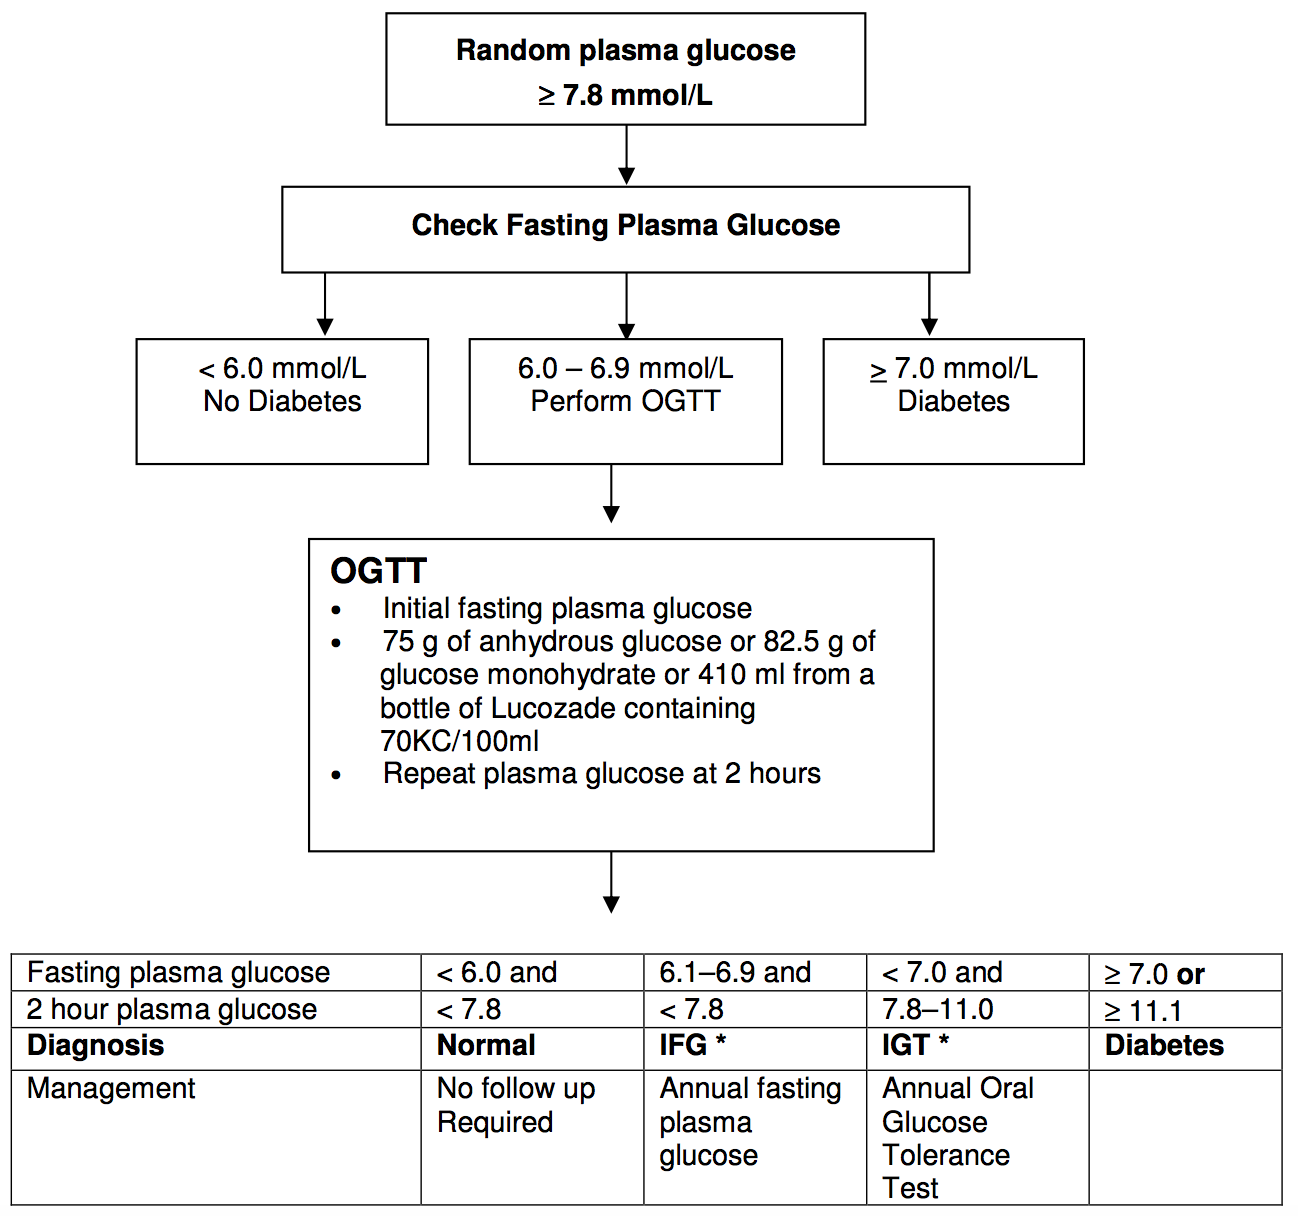 Random plasma glucose
≥ 7.8 mmol/L
Check Fasting Plasma Glucose
< 6.0 mmol/L
No Diabetes
6.0 – 6.9 mmol/L
Perform OGTT
≥ 7.0 mmol/L
Diabetes
OGTT
• Initial fasting plasma glucose
• 75 g of anhydrous glucose or 82.5 g of
glucose monohydrate or 410 ml from a
bottle of Lucozade containing
70KC/100ml
• Repeat plasma glucose at 2 hours
Fasting plasma glucose < 6.0 and 6.1–6.9 and < 7.0 and ≥ 7.0 or
2 hour plasma glucose < 7.8 < 7.8 7.8–11.0 ≥ 11.1
Diagnosis Normal IFG * IGT * Diabetes
Management No follow up Annual fasting Annual Oral
Required plasma Glucose
glucose Tolerance
Test